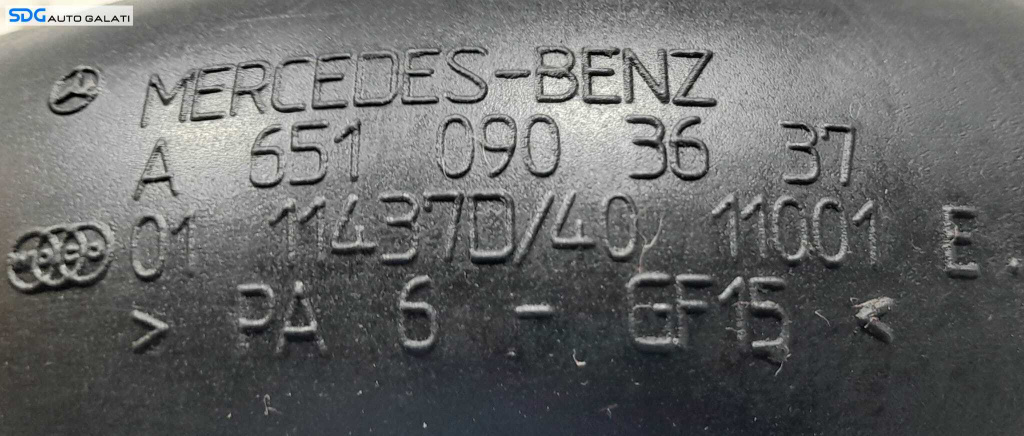 SDG AUTO GALATI
MERCEDES-BENZ
A 651 090 36 37
01 11437D/40 11001 E.
> PA 6 - GF15 <